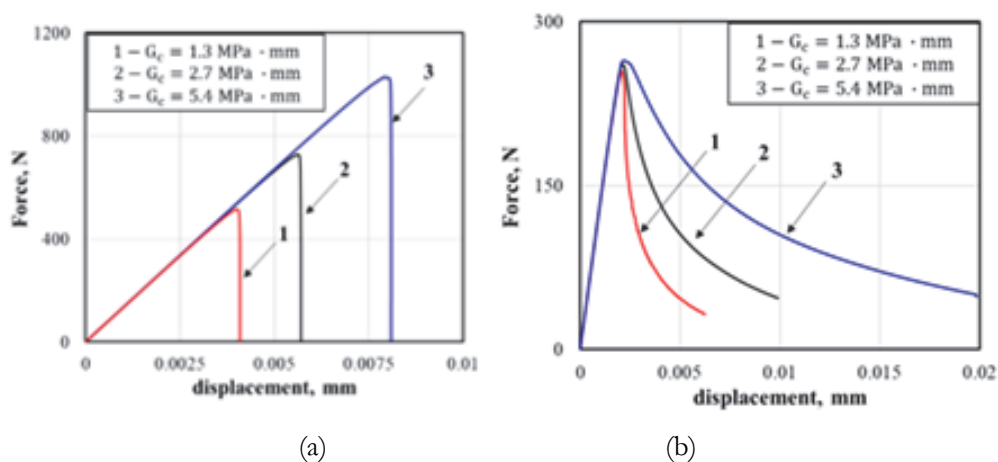 1200
1 − G_c = 1.3 MPa · mm
2 − G_c = 2.7 MPa · mm
3 − G_c = 5.4 MPa · mm
3
800
2
Force, N
400
1
0
0 0.0025 0.005 0.0075 0.01
displacement, mm
(a)
300
1 − G_c = 1.3 MPa · mm
2 − G_c = 2.7 MPa · mm
3 − G_c = 5.4 MPa · mm
1 2 3
Force, N
150
0
0 0.005 0.01 0.015 0.02
displacement, mm
(b)